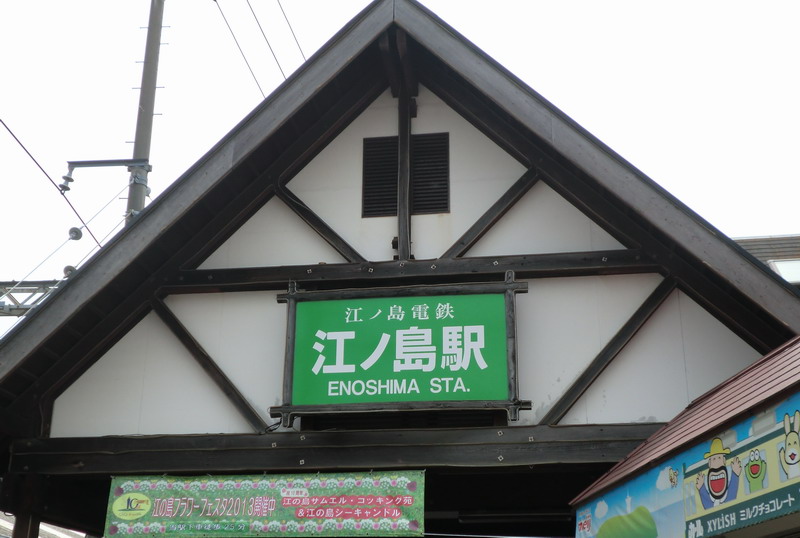 江ノ島電鉄
江ノ島駅
ENOSHIMA STA.
江の島フラワーフェスタ2013開催中
江の島サムエル・コッキング苑
&江の島シーキャンドル
XYLISH ミルクチョコレート